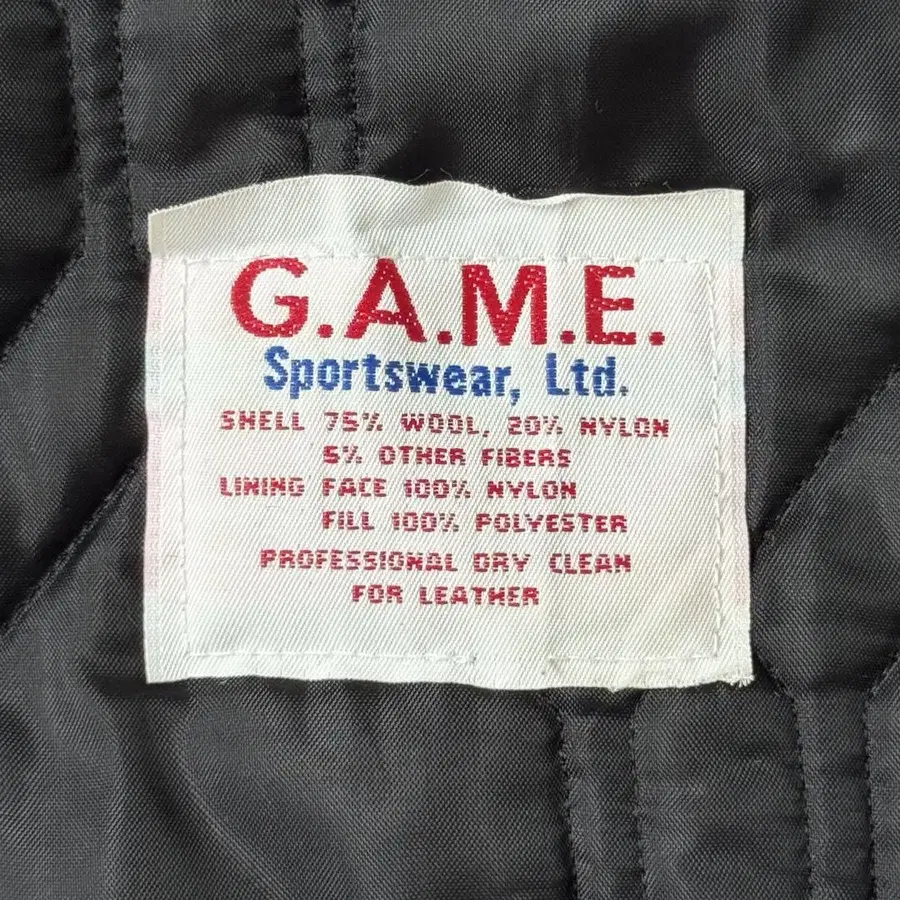 G.A.M.E.
Sportswear, Ltd.
SHELL 75% WOOL, 20% NYLON
5% OTHER FIBERS
LINING FACE 100% NYLON
FILL 100% POLYESTER
PROFESSIONAL DRY CLEAN
FOR LEATHER